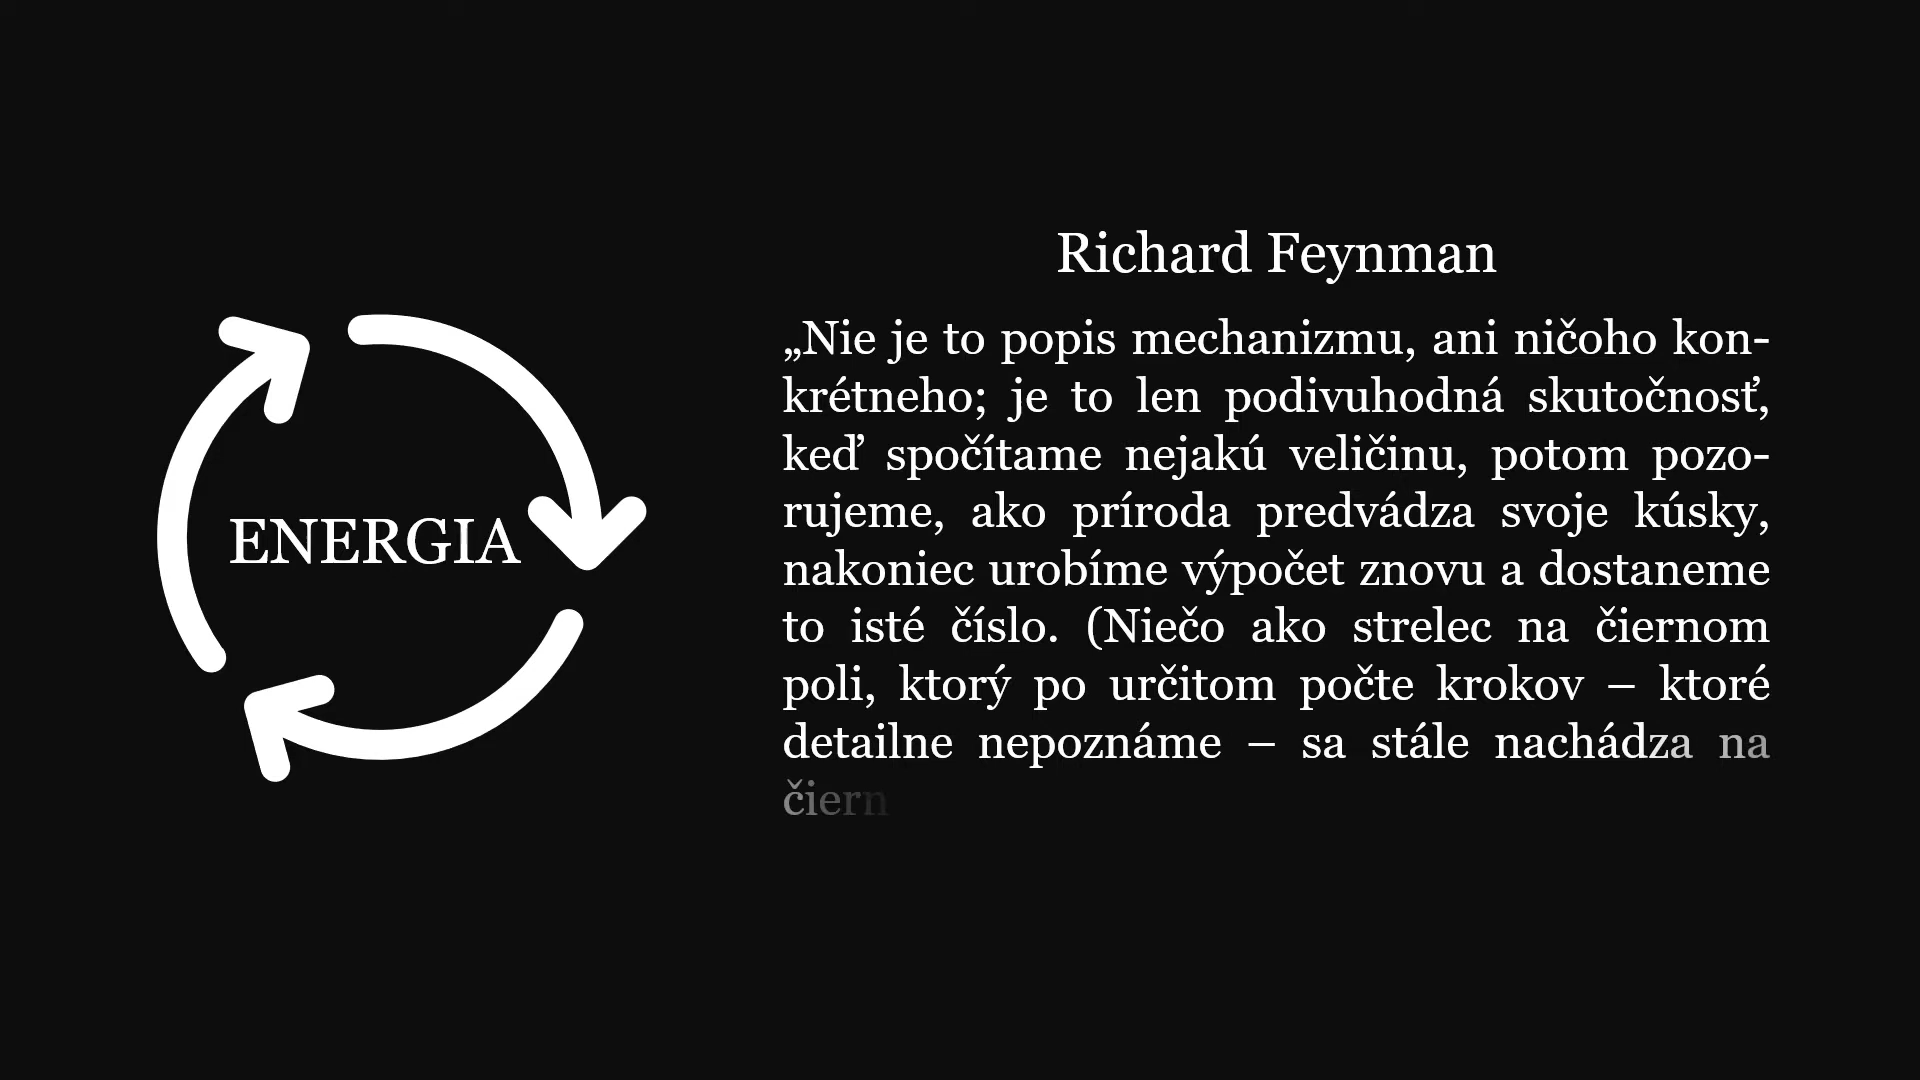 ENERGIA
Richard Feynman
„Nie je to popis mechanizmu, ani ničoho kon-
krétneho; je to len podivuhodná skutočnosť,
keď spočítame nejakú veličinu, potom pozo-
rujeme, ako príroda predvádza svoje kúsky,
nakoniec urobíme výpočet znovu a dostaneme
to isté číslo. (Niečo ako strelec na čiernom
poli, ktorý po určitom počte krokov – ktoré
detailne nepoznáme – sa stále nachádza na
čiern